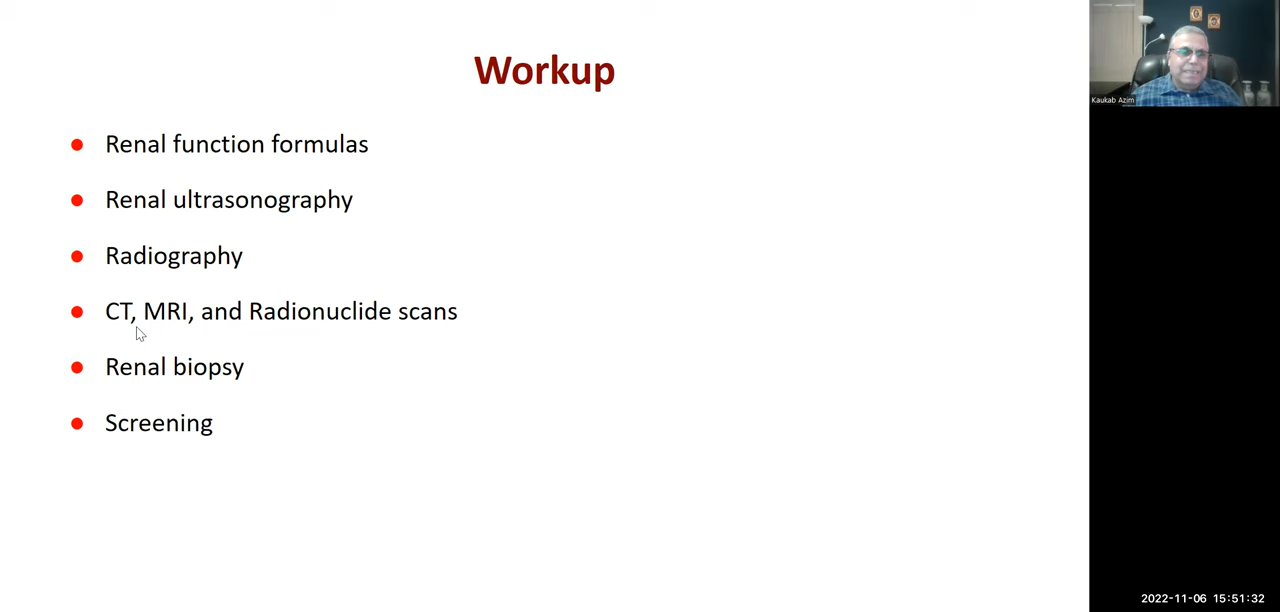 Workup
Renal function formulas
Renal ultrasonography
Radiography
CT, MRI, and Radionuclide scans
Renal biopsy
Screening
Kaukab Azim
2022-11-06 15:51:32